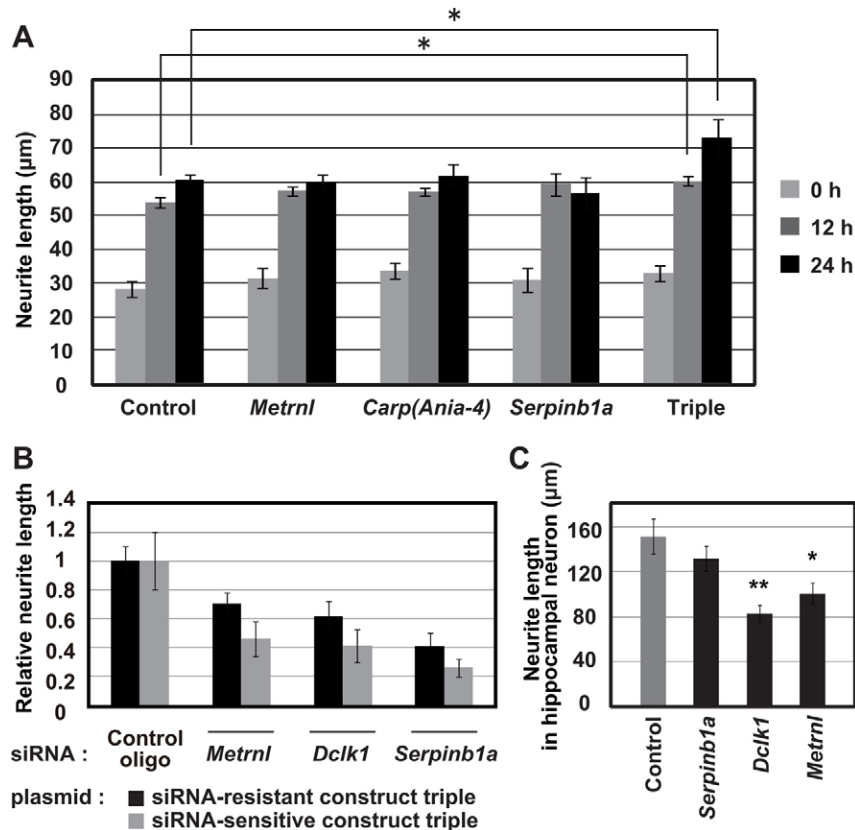 A
*
*
Neurite length (µm)
90
80
70
60
50
40
30
20
10
0
0 h
12 h
24 h
Control Metrnl Carp(Ania-4) Serpinb1a Triple
B
Relative neurite length
1.4
1.2
1
0.8
0.6
0.4
0.2
0
siRNA : Control oligo Metrnl Dclk1 Serpinb1a
plasmid : siRNA-resistant construct triple
siRNA-sensitive construct triple
C
Neurite length
in hippocampal neuron (µm)
160
120
80
40
0
**
*
Control
Serpinb1a
Dclk1
Metrnl